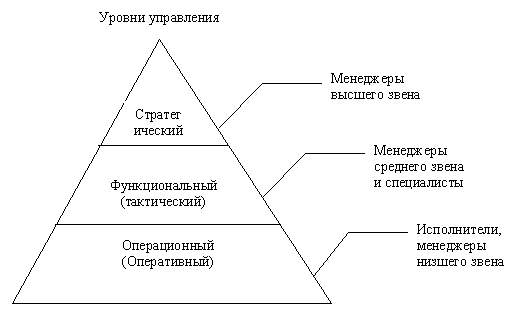 Уровни управления
Менеджеры
высшего звена
Стратег
ический
Менеджеры
среднего звена
и специалисты
Функциональный
(тактический)
Исполнители,
менеджеры
низшего звена
Операционный
(Оперативный)